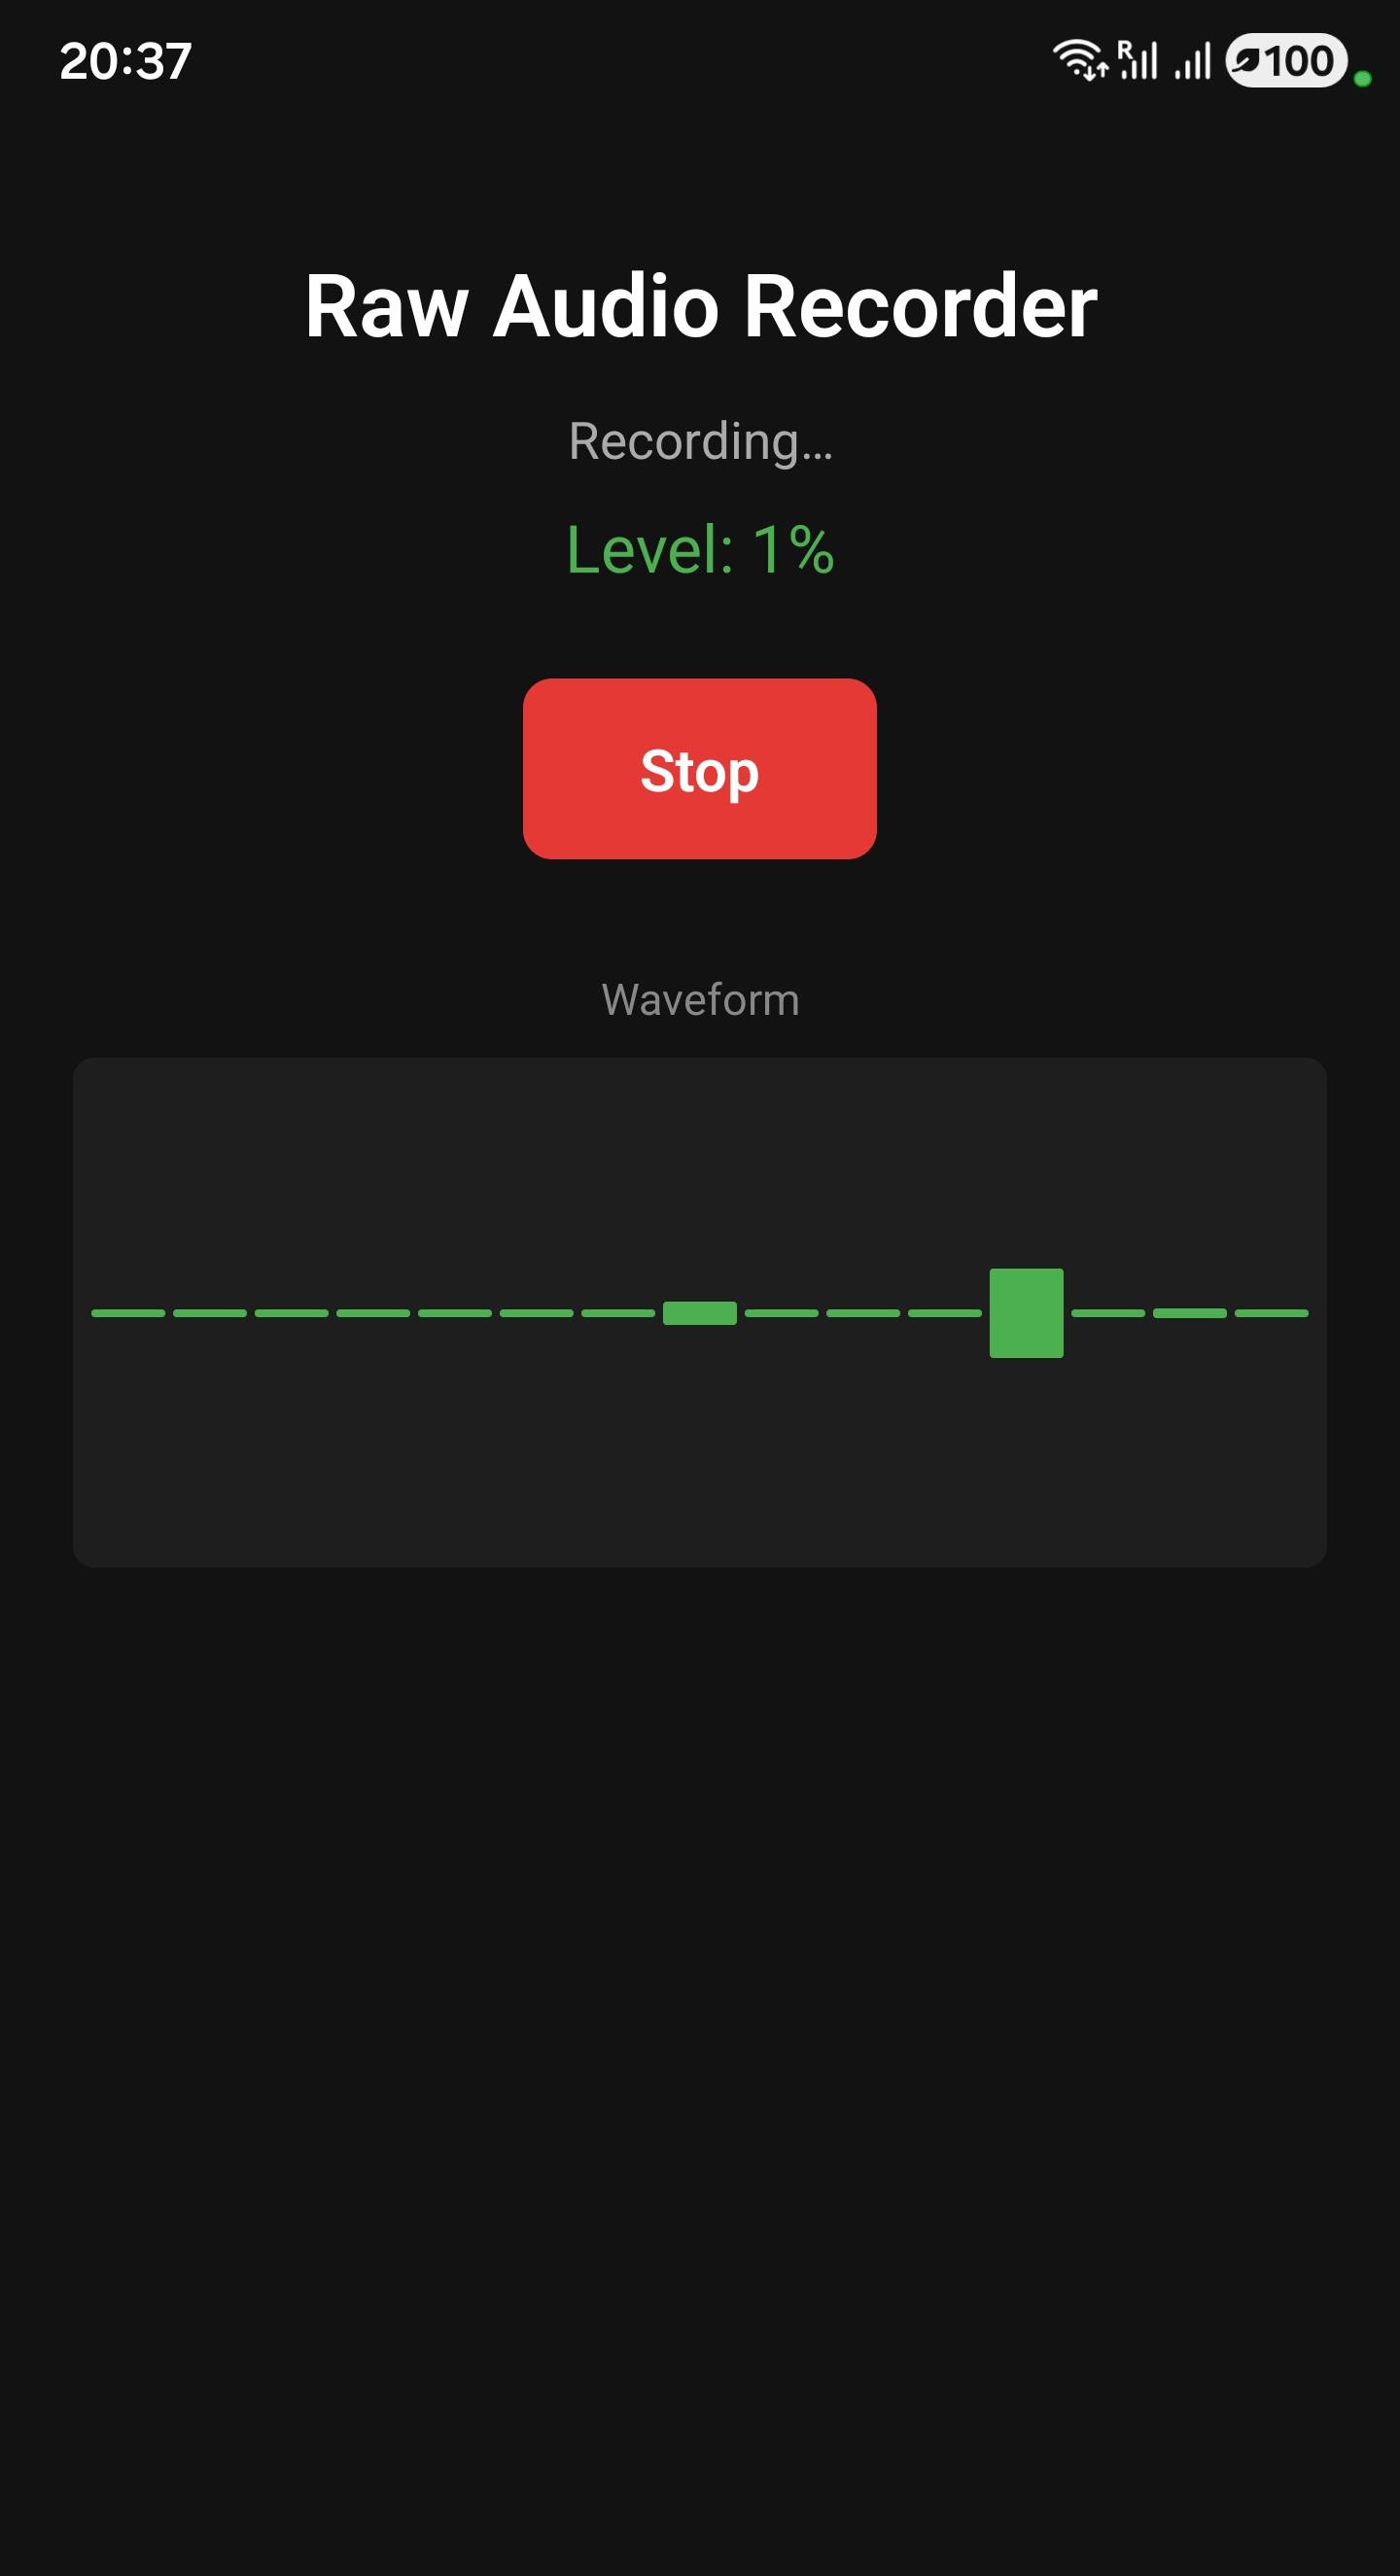 20:37
R
100
Raw Audio Recorder
Recording...
Level: 1%
Stop
Waveform